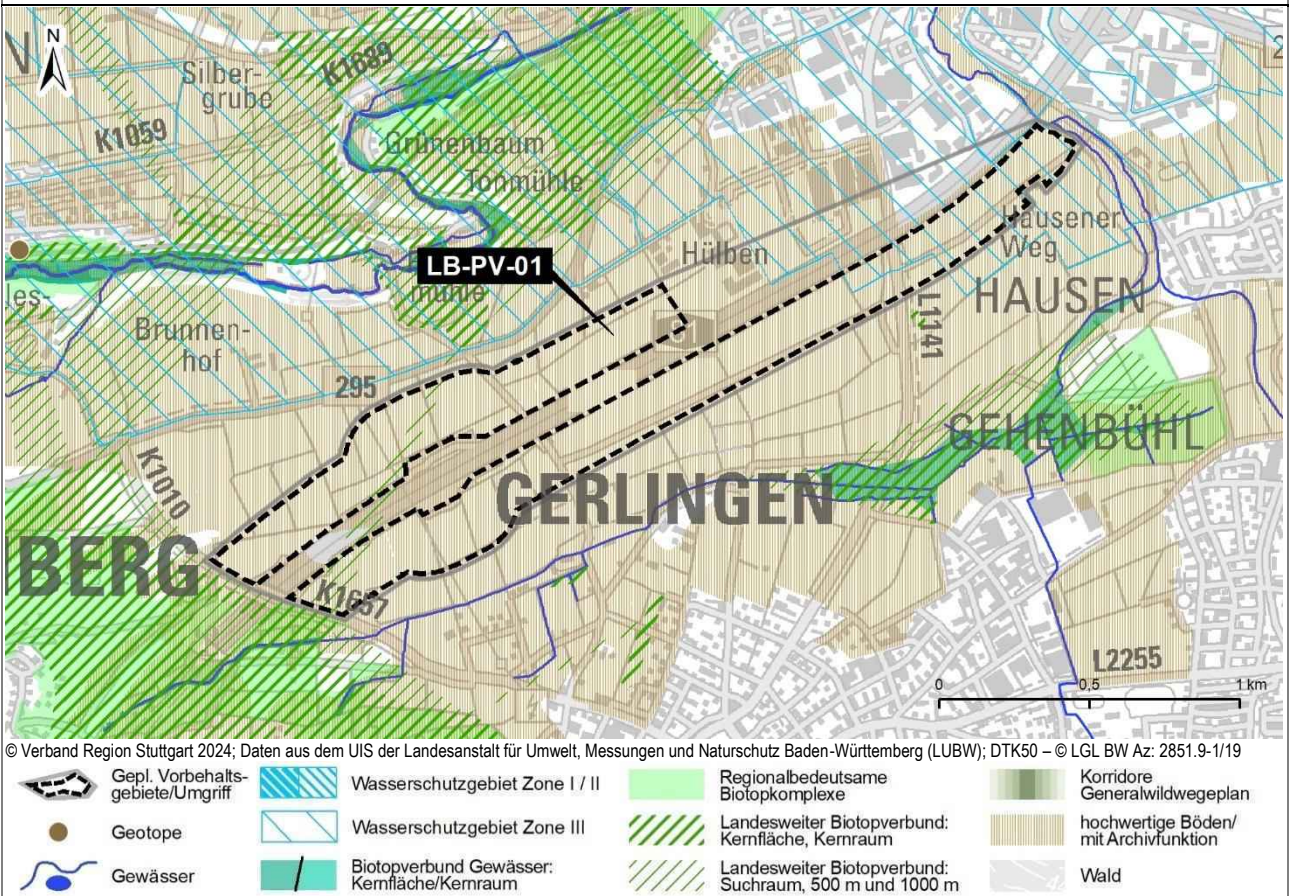 N
Silber-
grube
K1689
K1059
Grünenbaum
Tonmühle
LB-PV-01
mühle
Hülben
Hausener
Weg
HAUSEN
L1141
les-
Brunnen-
hof
295
K1010
GEHENBÜHL
GERLINGEN
BERG
K1657
L2255
0 0,5 1 km
© Verband Region Stuttgart 2024; Daten aus dem UIS der Landesanstalt für Umwelt, Messungen und Naturschutz Baden-Württemberg (LUBW); DTK50 – © LGL BW Az: 2851.9-1/19
Gepl. Vorbehalts-
gebiete/Umgriff
Geotope
Gewässer
Wasserschutzgebiet Zone I / II
Wasserschutzgebiet Zone III
Biotopverbund Gewässer:
Kernfläche/Kernraum
Regionalbedeutsame
Biotopkomplexe
Landesweiter Biotopverbund:
Kernfläche, Kernraum
Landesweiter Biotopverbund:
Suchraum, 500 m und 1000 m
Korridore
Generalwildwegeplan
hochwertige Böden/
mit Archivfunktion
Wald